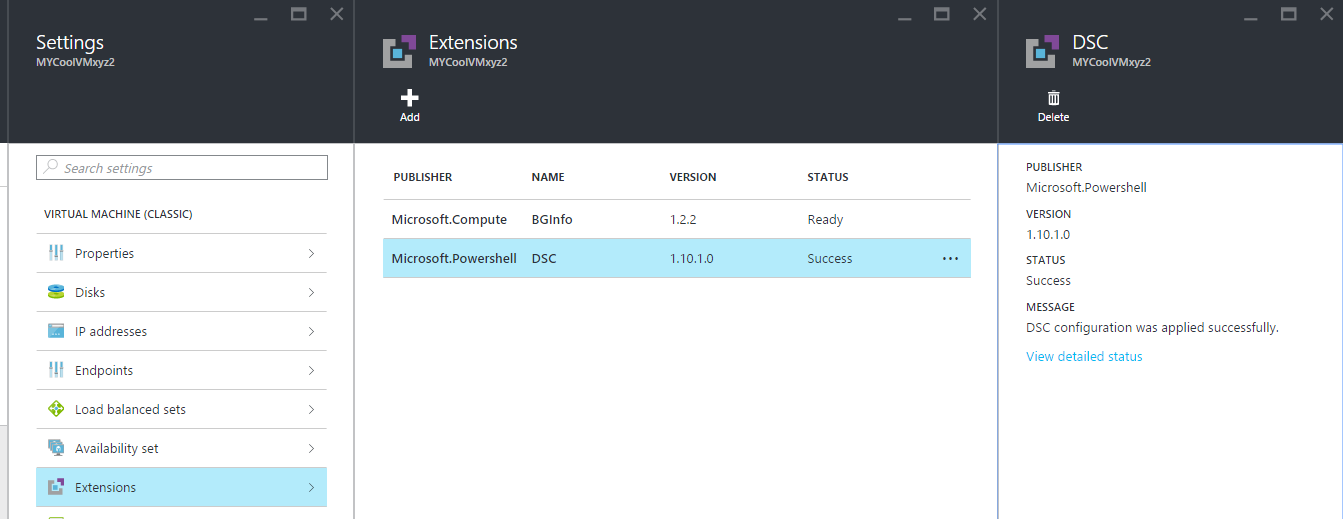 Settings
MYCoolVMxyz2
Search settings
VIRTUAL MACHINE (CLASSIC)
Properties
Disks
IP addresses
Endpoints
Load balanced sets
Availability set
Extensions
Extensions
MYCoolVMxyz2
Add
PUBLISHER NAME VERSION STATUS
Microsoft.Compute BGInfo 1.2.2 Ready
Microsoft.Powershell DSC 1.10.1.0 Success ...
DSC
MYCoolVMxyz2
Delete
PUBLISHER
Microsoft.Powershell
VERSION
1.10.1.0
STATUS
Success
MESSAGE
DSC configuration was applied successfully.
View detailed status